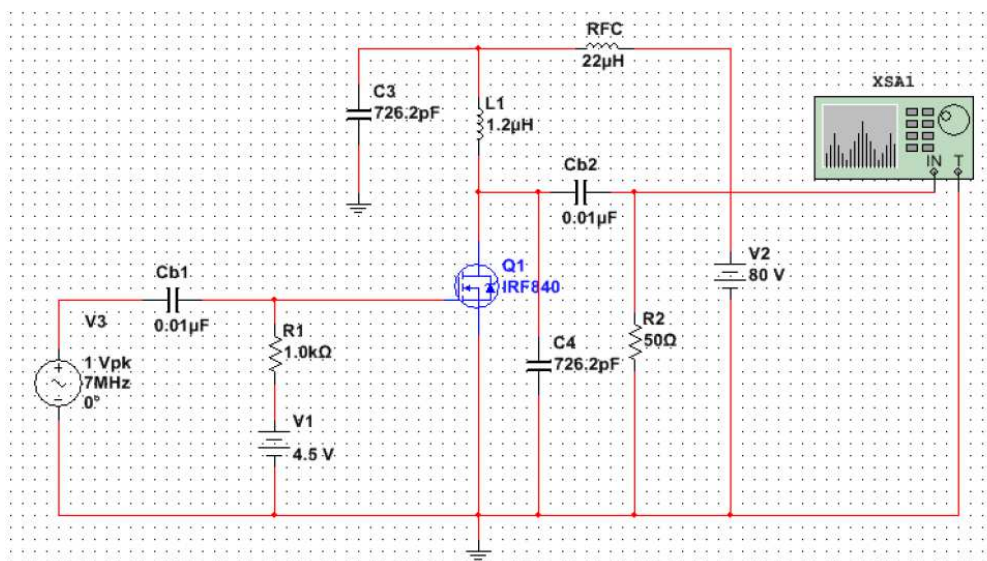 RFC
22µH
XSA1
C3
726.2pF
L1
1.2µH
IN T
Cb2
0.01µF
V2
80 V
Q1
IRF840
Cb1
0.01µF
V3
R1
1.0kΩ
R2
50Ω
C4
726.2pF
1 Vpk
7MHz
0°
V1
4.5 V